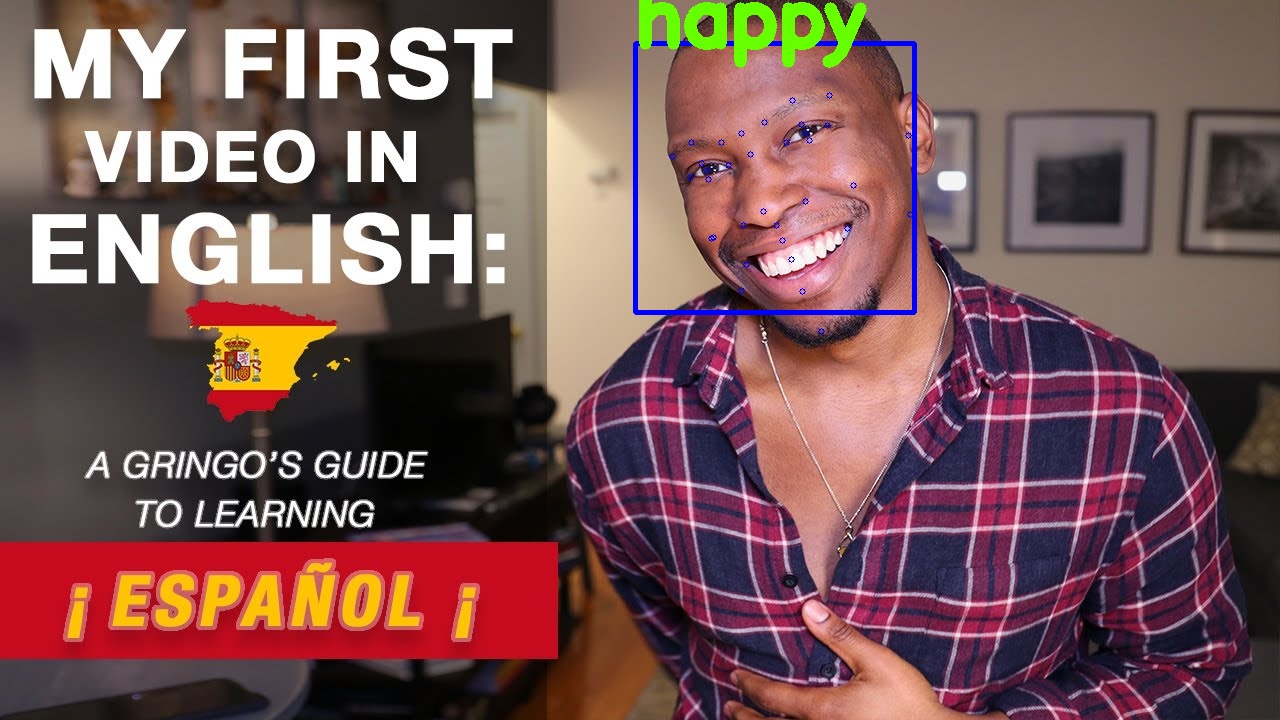 happy
MY FIRST
VIDEO IN
ENGLISH:
A GRINGO'S GUIDE
TO LEARNING
¡ ESPAÑOL ¡